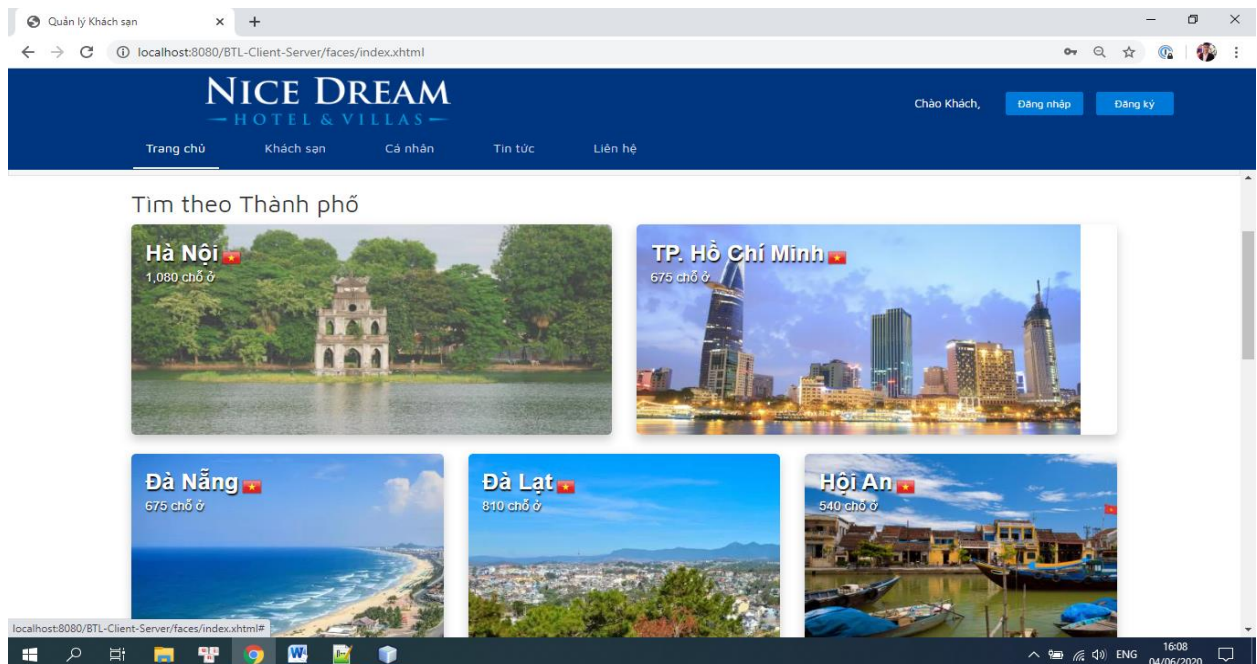 Quản lý Khách sạn
localhost:8080/BTL-Client-Server/faces/index.xhtml
NICE DREAM
HOTEL & VILLAS
Chào Khách,
Đăng nhập
Đăng ký
Trang chủ
Khách sạn
Cá nhân
Tin tức
Liên hệ
Tìm theo Thành phố
Hà Nội
1,080 chỗ ở
TP. Hồ Chí Minh
675 chỗ ở
Đà Nẵng
675 chỗ ở
Đà Lạt
810 chỗ ở
Hội An
540 chỗ ở
localhost:8080/BTL-Client-Server/faces/index.xhtml#
ENG
16:08
04/06/2020